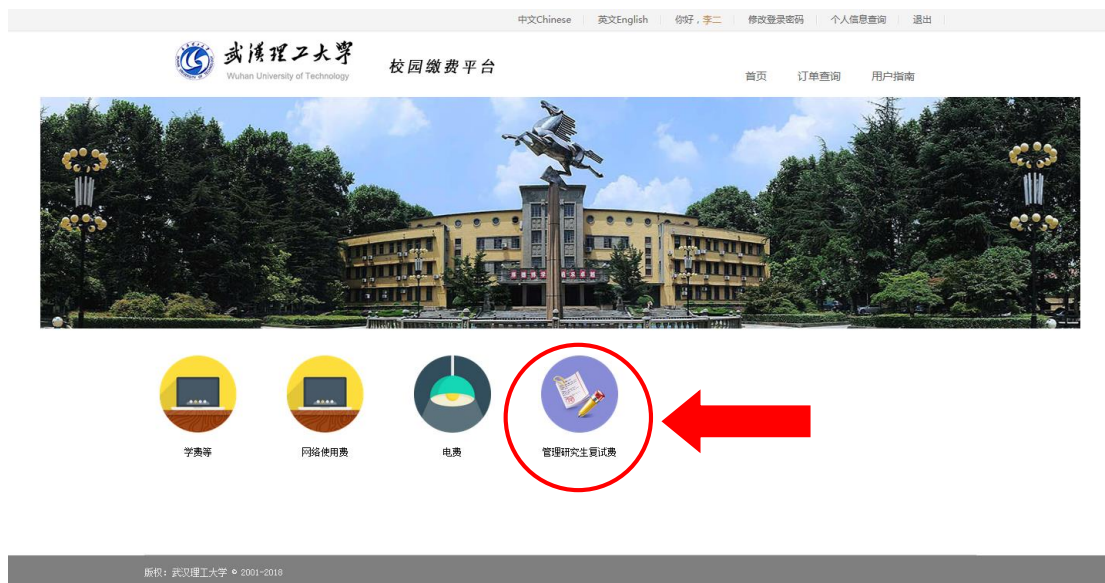 中文Chinese 英文English 你好，李二 修改登录密码 个人信息查询 退出
武漢理工大學
Wuhan University of Technology
校园缴费平台
首页 订单查询 用户指南
学费等 网络使用费 电费 管理研究生复试费
版权：武汉理工大学 © 2001-2018